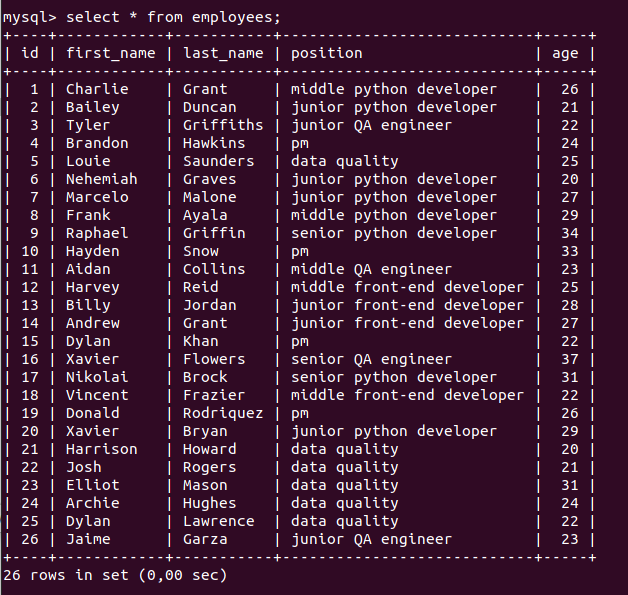 mysql> select * from employees;
+----+------------+-----------+----------------------------+-----+
| id | first_name | last_name | position                   | age |
+----+------------+-----------+----------------------------+-----+
|  1 | Charlie    | Grant     | middle python developer    |  26 |
|  2 | Bailey     | Duncan    | junior python developer    |  21 |
|  3 | Tyler      | Griffiths | junior QA engineer         |  22 |
|  4 | Brandon    | Hawkins   | pm                         |  24 |
|  5 | Louie      | Saunders  | data quality               |  25 |
|  6 | Nehemiah   | Graves    | junior python developer    |  20 |
|  7 | Marcelo    | Malone    | junior python developer    |  27 |
|  8 | Frank      | Ayala     | middle python developer    |  29 |
|  9 | Raphael    | Griffin   | senior python developer    |  34 |
| 10 | Hayden     | Snow      | pm                         |  33 |
| 11 | Aidan      | Collins   | middle QA engineer         |  23 |
| 12 | Harvey     | Reid      | middle front-end developer |  25 |
| 13 | Billy      | Jordan    | junior front-end developer |  28 |
| 14 | Andrew     | Grant     | junior front-end developer |  27 |
| 15 | Dylan      | Khan      | pm                         |  22 |
| 16 | Xavier     | Flowers   | senior QA engineer         |  37 |
| 17 | Nikolai    | Brock     | senior python developer    |  31 |
| 18 | Vincent    | Frazier   | middle front-end developer |  22 |
| 19 | Donald     | Rodriquez | pm                         |  26 |
| 20 | Xavier     | Bryan     | junior python developer    |  29 |
| 21 | Harrison   | Howard    | data quality               |  20 |
| 22 | Josh       | Rogers    | data quality               |  21 |
| 23 | Elliot     | Mason     | data quality               |  31 |
| 24 | Archie     | Hughes    | data quality               |  24 |
| 25 | Dylan      | Lawrence  | data quality               |  22 |
| 26 | Jaime      | Garza     | junior QA engineer         |  23 |
+----+------------+-----------+----------------------------+-----+
26 rows in set (0,00 sec)